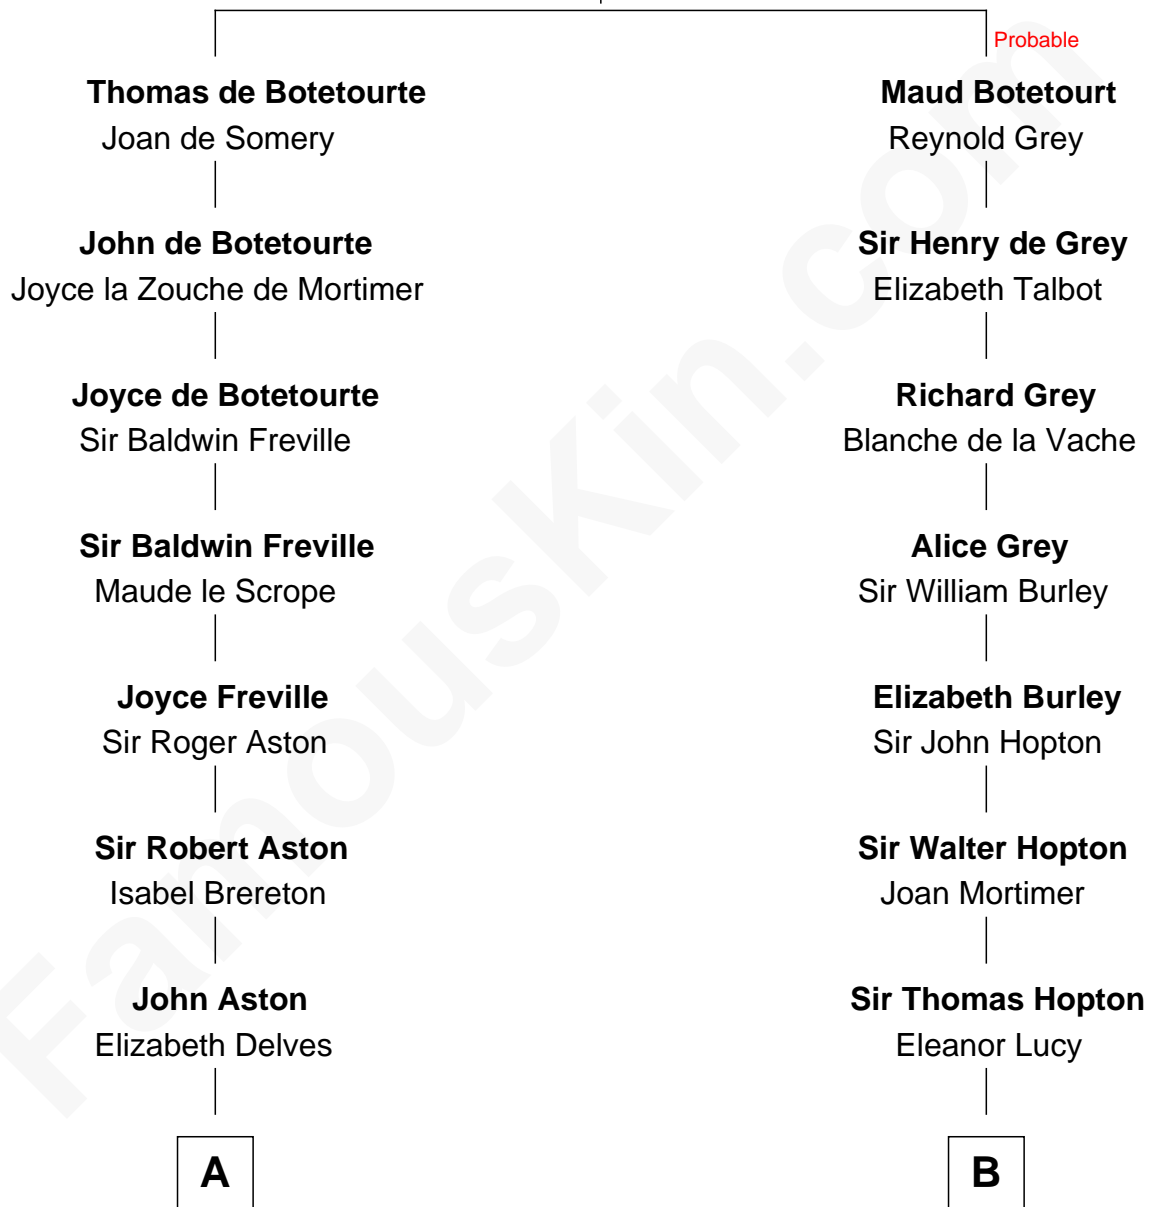 Probable
Thomas de Botetourte
Joan de Somery
Maud Botetourt
Reynold Grey
John de Botetourte
Joyce la Zouche de Mortimer
Sir Henry de Grey
Elizabeth Talbot
Joyce de Botetourte
Sir Baldwin Freville
Richard Grey
Blanche de la Vache
Sir Baldwin Freville
Maude le Scrope
Alice Grey
Sir William Burley
Joyce Freville
Sir Roger Aston
Elizabeth Burley
Sir John Hopton
Sir Robert Aston
Isabel Brereton
Sir Walter Hopton
Joan Mortimer
John Aston
Elizabeth Delves
Sir Thomas Hopton
Eleanor Lucy
A
B
FamousKin.com